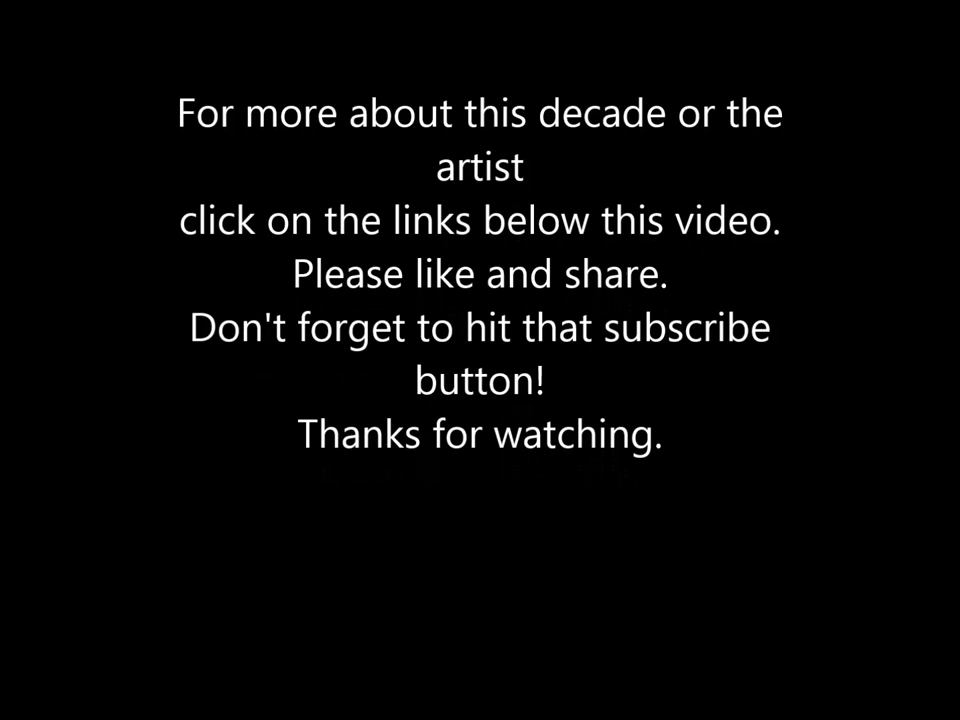 For more about this decade or the
artist
click on the links below this video.
Please like and share.
Don't forget to hit that subscribe
button!
Thanks for watching.